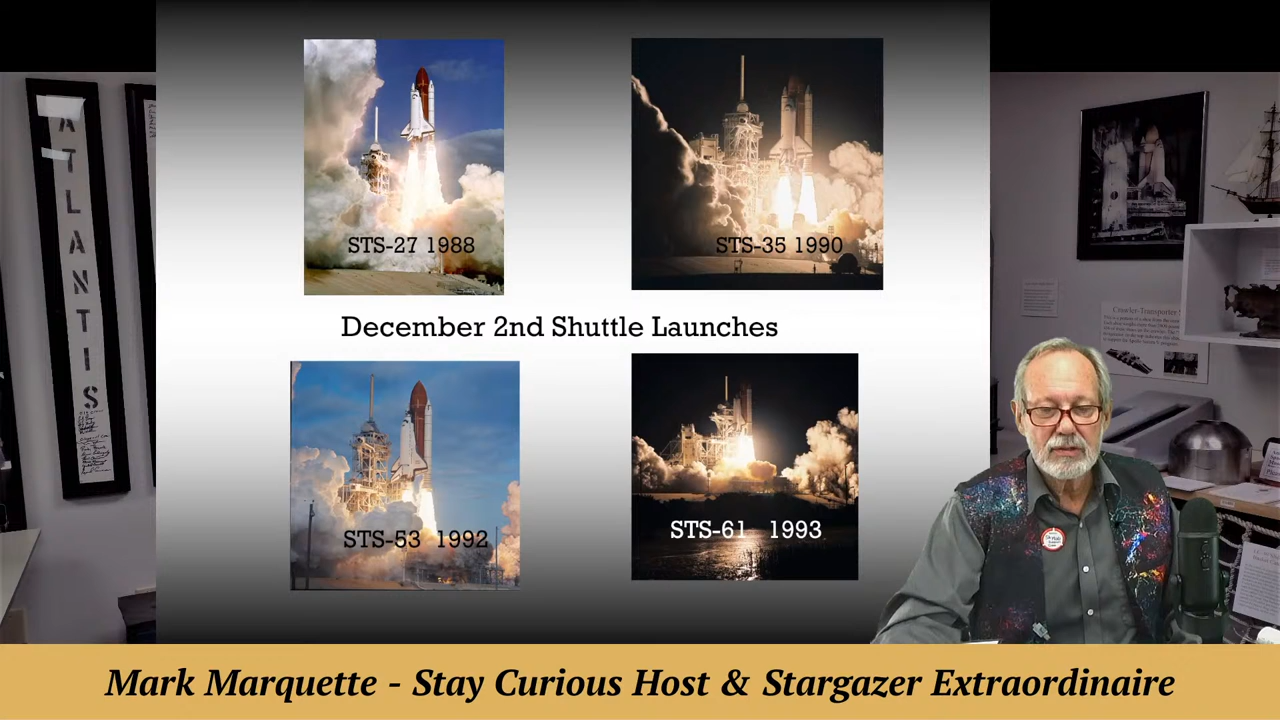 ATLANTIS
STS-27 1988
STS-35 1990
December 2nd Shuttle Launches
STS-53 1992
STS-61 1993
Crawler-Transporter
Mark Marquette - Stay Curious Host & Stargazer Extraordinaire